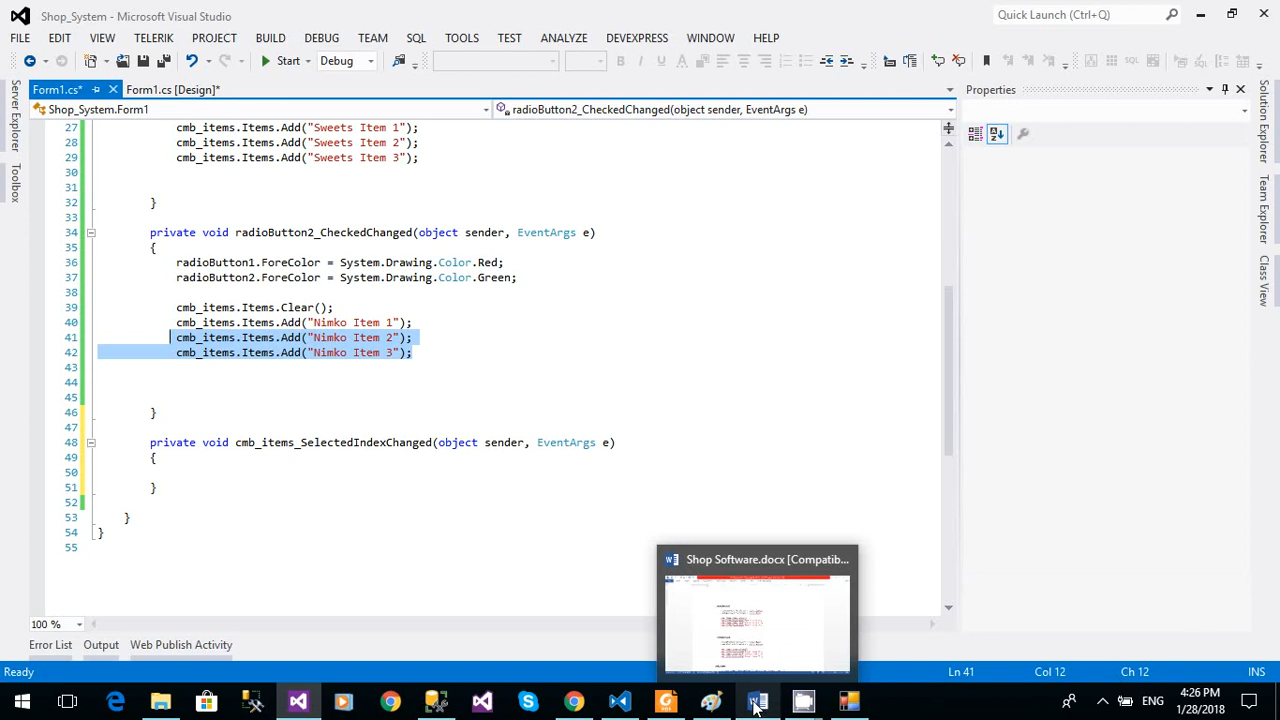 Shop_System - Microsoft Visual Studio
Quick Launch (Ctrl+Q)
FILE EDIT VIEW TELERIK PROJECT BUILD DEBUG TEAM SQL TOOLS TEST ANALYZE DEVEXPRESS WINDOW HELP
Start Debug
Form1.cs* Form1.cs [Design]*
Properties
Shop_System.Form1 radioButton2_CheckedChanged(object sender, EventArgs e)
Server Explorer
Toolbox
Solution Explorer
Team Explorer
Class View
27 cmb_items.Items.Add("Sweets Item 1");
28 cmb_items.Items.Add("Sweets Item 2");
29 cmb_items.Items.Add("Sweets Item 3");
30
31
32 }
33
34 private void radioButton2_CheckedChanged(object sender, EventArgs e)
35 {
36 radioButton1.ForeColor = System.Drawing.Color.Red;
37 radioButton2.ForeColor = System.Drawing.Color.Green;
38
39 cmb_items.Items.Clear();
40 cmb_items.Items.Add("Nimko Item 1");
41 cmb_items.Items.Add("Nimko Item 2");
42 cmb_items.Items.Add("Nimko Item 3");
43
44
45
46 }
47
48 private void cmb_items_SelectedIndexChanged(object sender, EventArgs e)
49 {
50
51 }
52
53 }
54 }
55
Shop Software.docx [Compatib...
100 %
Error List Output Web Publish Activity
Ready Ln 41 Col 12 Ch 12 INS
ENG
4:26 PM
1/28/2018